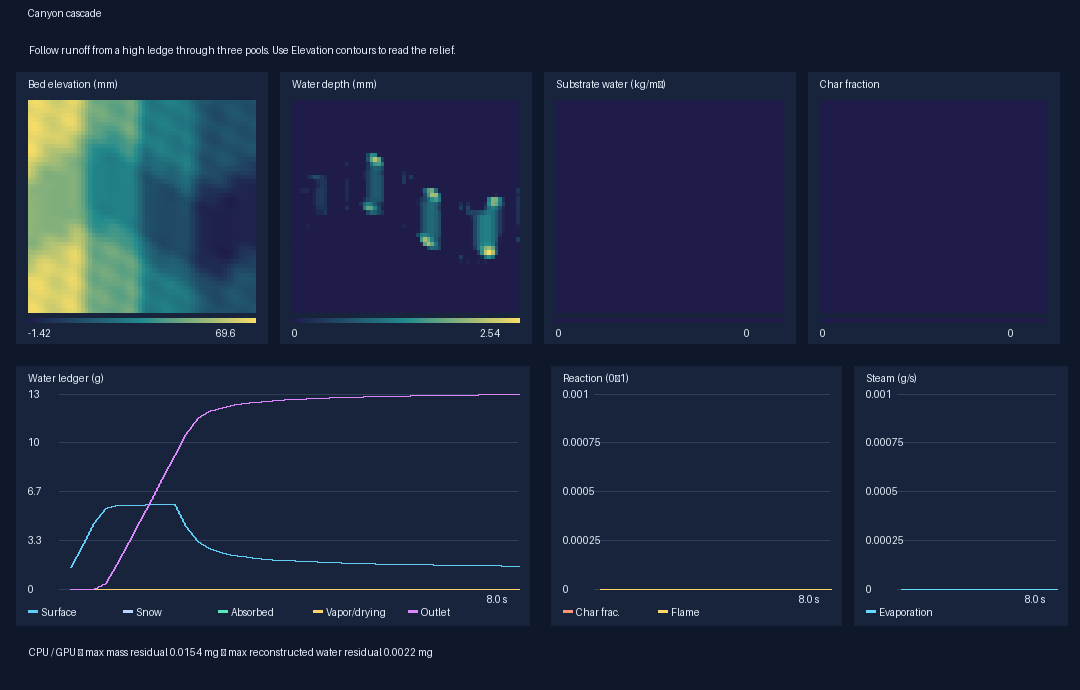 Canyon cascade
Follow runoff from a high ledge through three pools. Use Elevation contours to read the relief.
Bed elevation (mm)
Water depth (mm)
Substrate water (kg/m□)
Char fraction
-1.42 69.6
0 2.54
0 0
0 0
Water ledger (g)
13
10
6.7
3.3
0
8.0 s
Surface Snow Absorbed Vapor/drying Outlet
Reaction (0□1)
0.001
0.00075
0.0005
0.00025
0
8.0 s
Char frac. Flame
Steam (g/s)
0.001
0.00075
0.0005
0.00025
0
8.0 s
Evaporation
CPU / GPU □ max mass residual 0.0154 mg □ max reconstructed water residual 0.0022 mg